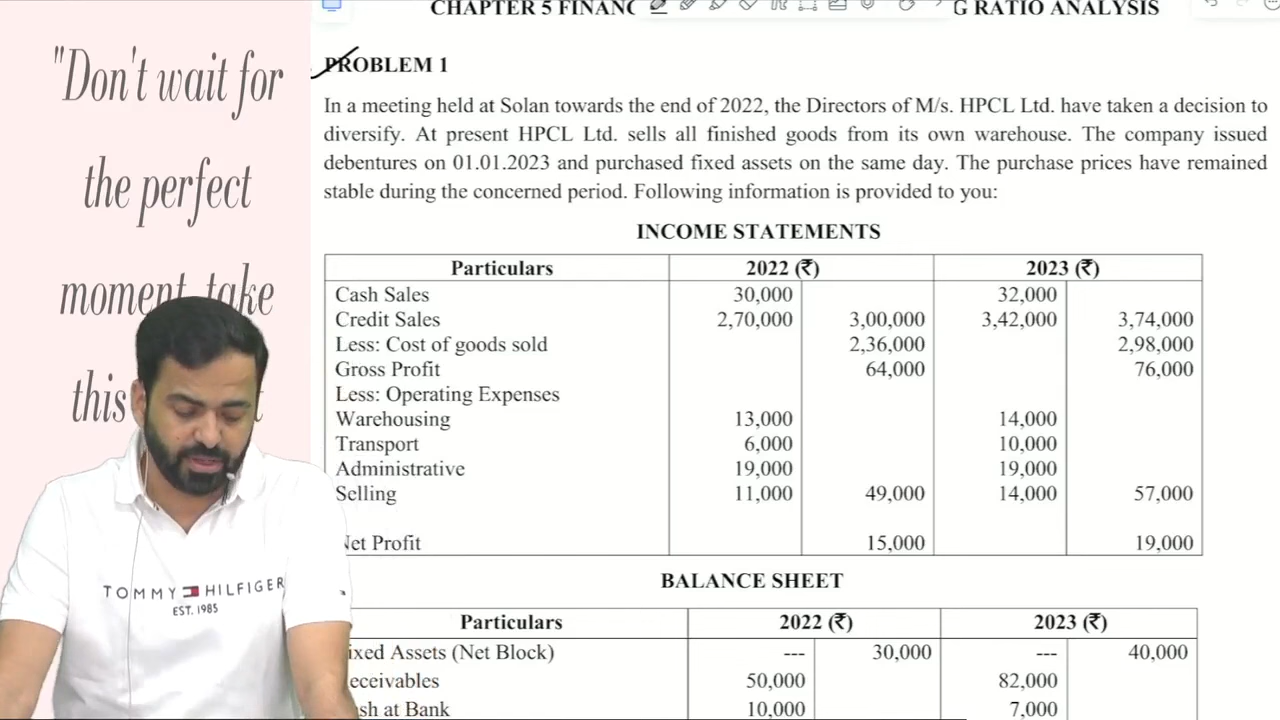 "Don't wait for
the perfect
moment, take
this
CHAPTER 5 FINANC G RATIO ANALYSIS
PROBLEM 1
In a meeting held at Solan towards the end of 2022, the Directors of M/s. HPCL Ltd. have taken a decision to
diversify. At present HPCL Ltd. sells all finished goods from its own warehouse. The company issued
debentures on 01.01.2023 and purchased fixed assets on the same day. The purchase prices have remained
stable during the concerned period. Following information is provided to you:
INCOME STATEMENTS
Particulars 2022 (₹) 2023 (₹)
Cash Sales 30,000 32,000
Credit Sales 2,70,000 3,00,000 3,42,000 3,74,000
Less: Cost of goods sold 2,36,000 2,98,000
Gross Profit 64,000 76,000
Less: Operating Expenses
Warehousing 13,000 14,000
Transport 6,000 10,000
Administrative 19,000 19,000
Selling 11,000 49,000 14,000 57,000
Net Profit 15,000 19,000
BALANCE SHEET
Particulars 2022 (₹) 2023 (₹)
ixed Assets (Net Block) --- 30,000 --- 40,000
eceivables 50,000 82,000
sh at Bank 10,000 7,000
TOMMY HILFIGER
EST. 1985